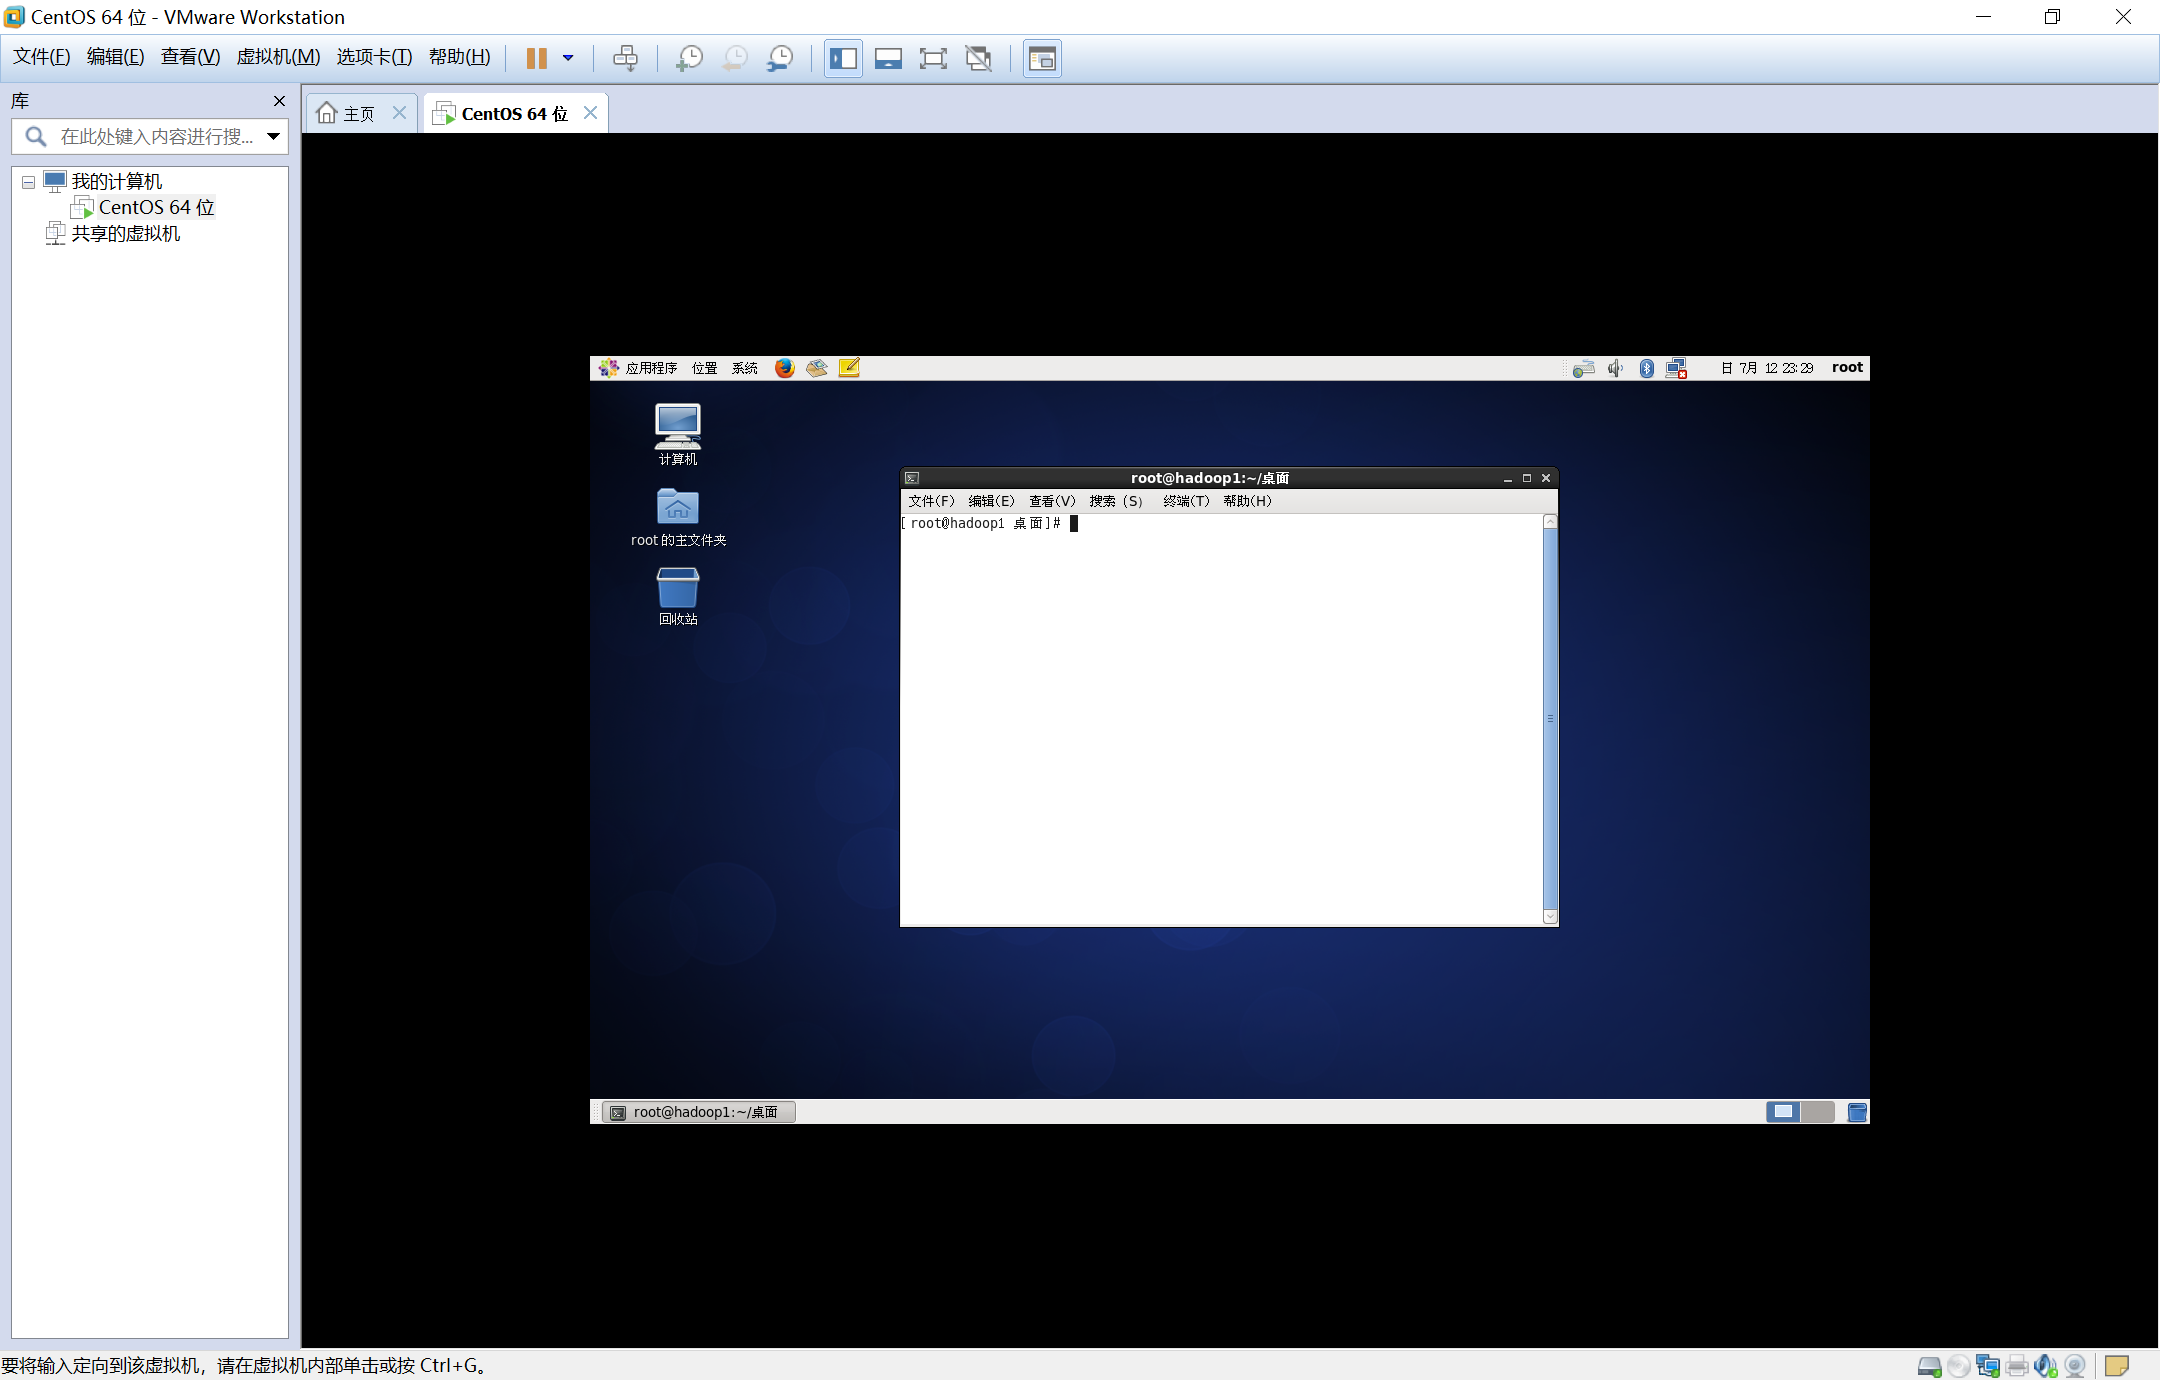 CentOS 64 位 - VMware Workstation
文件(F) 编辑(E) 查看(V) 虚拟机(M) 选项卡(T) 帮助(H)
库
主页
CentOS 64 位
在此处键入内容进行搜...
我的计算机
CentOS 64 位
共享的虚拟机
应用程序 位置 系统
日 7月 12 23:29 root
计算机
root 的主文件夹
回收站
root@hadoop1:~/桌面
文件(F) 编辑(E) 查看(V) 搜索 (S) 终端(T) 帮助(H)
[root@hadoop1 桌面]#
root@hadoop1:~/桌面
要将输入定向到该虚拟机，请在虚拟机内部单击或按 Ctrl+G。